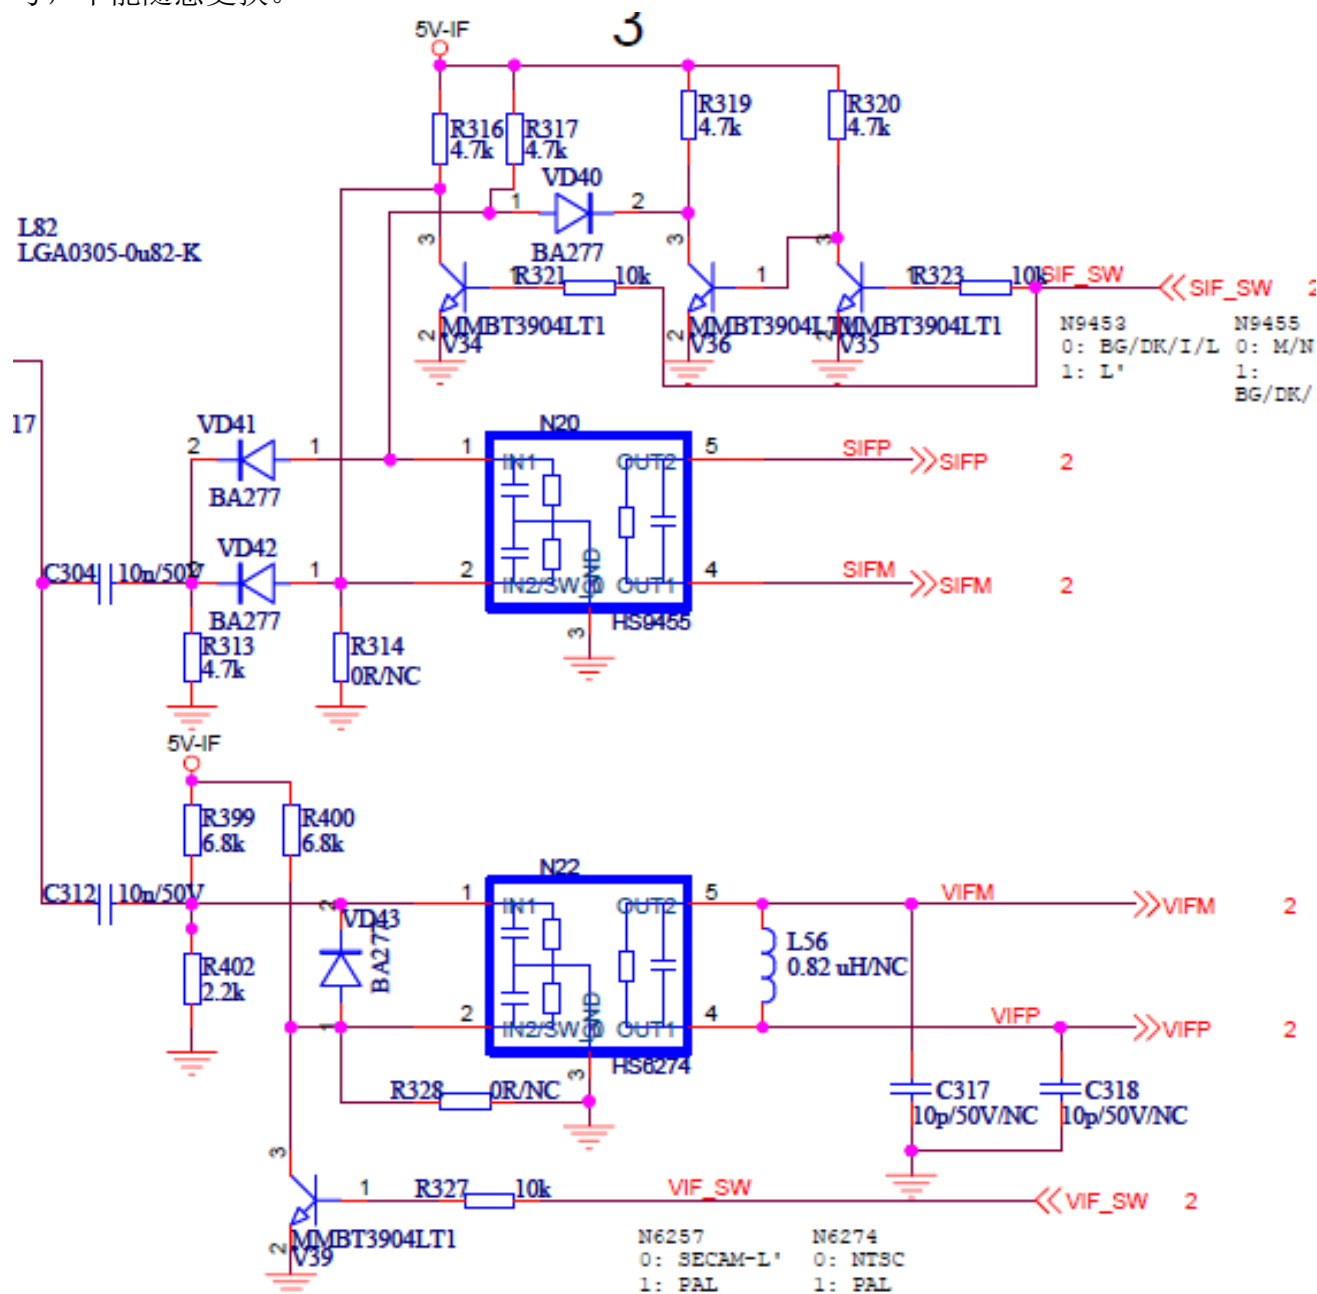 5V-IF
3
R316
4.7k
R317
4.7k
R319
4.7k
R320
4.7k
VD40
1
2
BA277
L82
LGA0305-0u82-K
3
1
R321
10k
2
MMBT3904LT1
V34
3
1
2
V36
3
1
R323
10k
2
MMBT3904LT1
V35
SIF_SW
SIF_SW
2
N9453
0: BG/DK/I/L
1: L'
N9455
0: M/N
1:
BG/DK/
17
VD41
2
1
BA277
VD42
1
BA277
C304
10n/50V
R313
4.7k
R314
0R/NC
N20
1
IN1
OUT2
5
2
IN2/SW
GND
OUT1
4
3
HS9455
SIFP
SIFP
2
SIFM
SIFM
2
5V-IF
R399
6.8k
R400
6.8k
C312
10n/50V
R402
2.2k
2
VD43
BA277
1
N22
1
IN1
OUT2
5
2
IN2/SW
GND
OUT1
4
3
HS6274
R328
0R/NC
L56
0.82 uH/NC
VIFM
VIFM
2
VIFP
VIFP
2
C317
10p/50V/NC
C318
10p/50V/NC
3
1
R327
10k
2
MMBT3904LT1
V39
VIF_SW
VIF_SW
2
N6257
0: SECAM-L'
1: PAL
N6274
0: NTSC
1: PAL